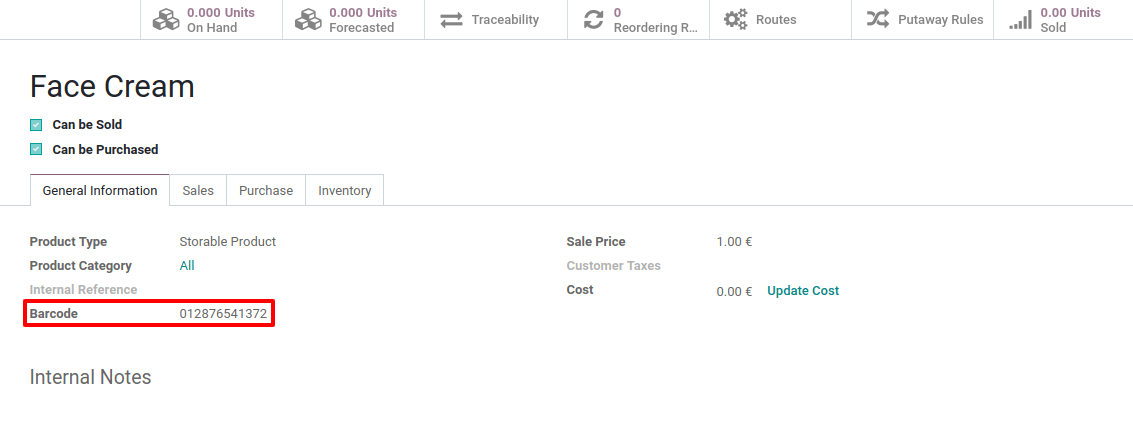 0.000 Units
On Hand
0.000 Units
Forecasted
Traceability
0
Reordering R...
Routes
Putaway Rules
0.00 Units
Sold
Face Cream
Can be Sold
Can be Purchased
General Information
Sales
Purchase
Inventory
Product Type Storable Product
Product Category All
Internal Reference
Barcode 012876541372
Sale Price 1.00 €
Customer Taxes
Cost 0.00 € Update Cost
Internal Notes